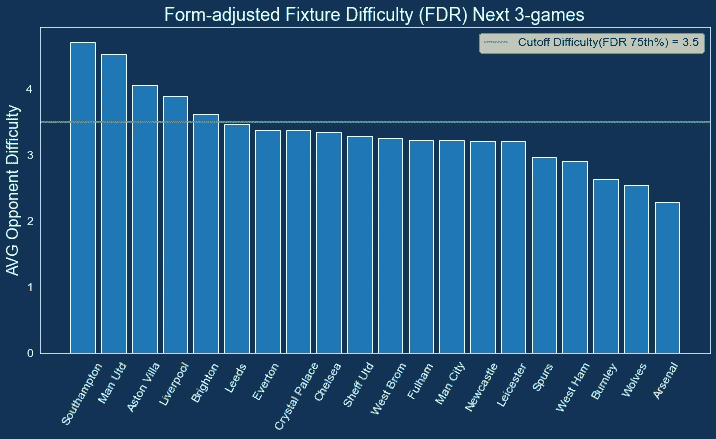 Form-adjusted Fixture Difficulty (FDR) Next 3-games
Cutoff Difficulty(FDR 75th%) = 3.5
AVG Opponent Difficulty
4
3
2
1
0
Southampton
Man Utd
Aston Villa
Liverpool
Brighton
Leeds
Everton
Crystal Palace
Chelsea
Sheff Utd
West Brom
Fulham
Man City
Newcastle
Leicester
Spurs
West Ham
Burnley
Wolves
Arsenal